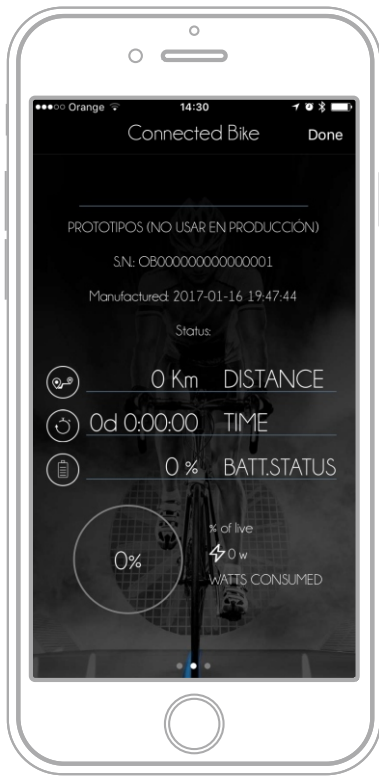 Orange 14:30
Connected Bike Done
PROTOTIPOS (NO USAR EN PRODUCCIÓN)
S.N.: OB000000000000001
Manufactured: 2017-01-16 19:47:44
Status:
0 Km DISTANCE
0d 0:00:00 TIME
0 % BATT.STATUS
% of live
0% 0 w
WATTS CONSUMED